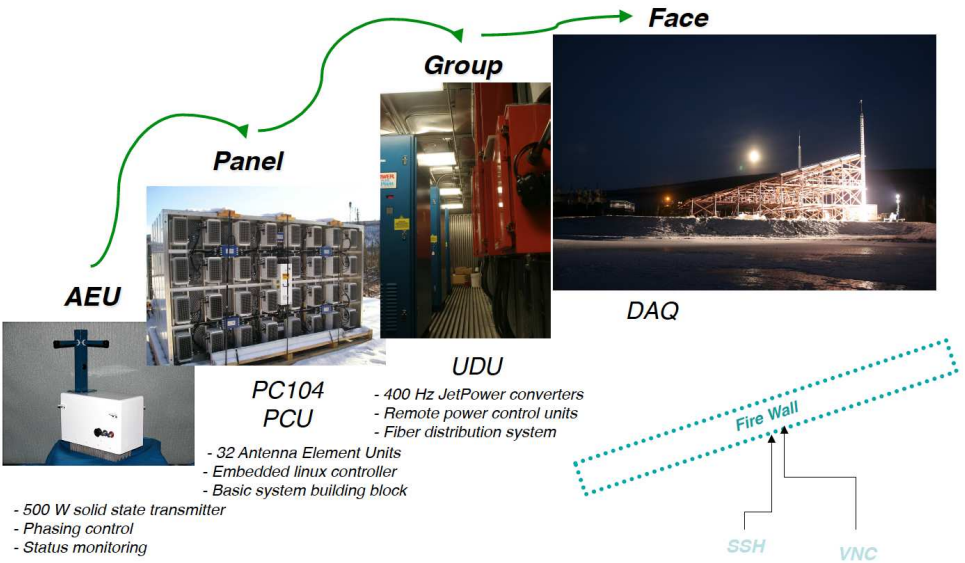 Face
Group
Panel
AEU
DAQ
UDU
- 400 Hz JetPower converters
- Remote power control units
- Fiber distribution system
PC104
PCU
- 32 Antenna Element Units
- Embedded linux controller
- Basic system building block
- 500 W solid state transmitter
- Phasing control
- Status monitoring
Fire Wall
SSH
VNC